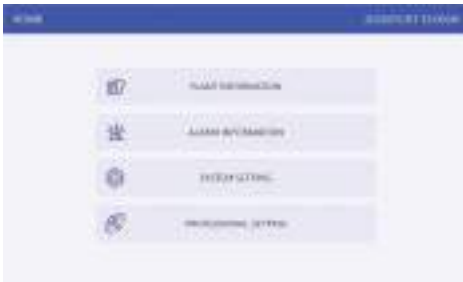 HOME
PLANT INFORMATION
ALARM INFORMATION
SYSTEM SETTING
PROFESSIONAL SETTING